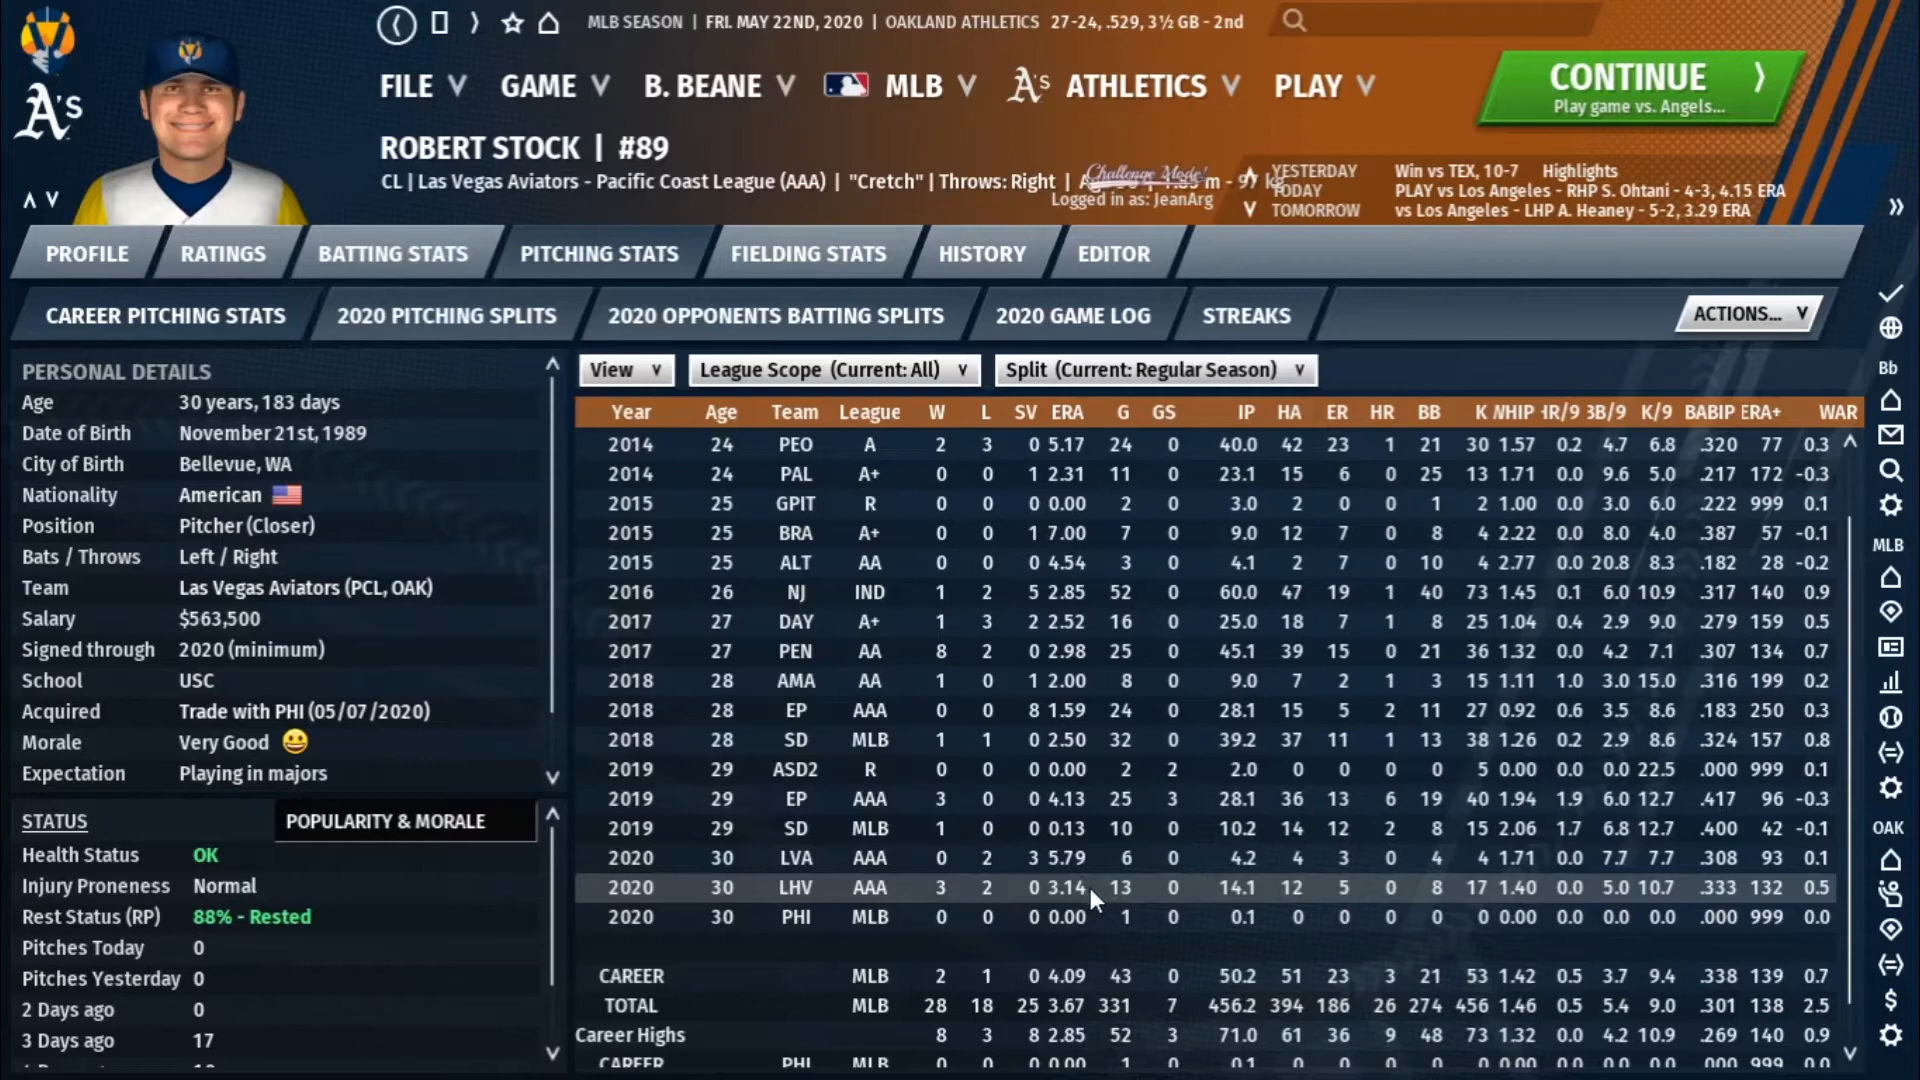 MLB SEASON | FRI. MAY 22ND, 2020 | OAKLAND ATHLETICS 27-24, .529, 3½ GB - 2nd
A's
FILE GAME B. BEANE MLB A's ATHLETICS PLAY
CONTINUE
Play game vs. Angels...
ROBERT STOCK | #89
CL | Las Vegas Aviators - Pacific Coast League (AAA) | "Cretch" | Throws: Right |
Challenge Mode!
Logged in as: JeanArg
YESTERDAY Win vs TEX, 10-7 Highlights
TODAY PLAY vs Los Angeles - RHP S. Ohtani - 4-3, 4.15 ERA
TOMORROW vs Los Angeles - LHP A. Heaney - 5-2, 3.29 ERA
PROFILE RATINGS BATTING STATS PITCHING STATS FIELDING STATS HISTORY EDITOR
CAREER PITCHING STATS 2020 PITCHING SPLITS 2020 OPPONENTS BATTING SPLITS 2020 GAME LOG STREAKS ACTIONS...
PERSONAL DETAILS
Age 30 years, 183 days
Date of Birth November 21st, 1989
City of Birth Bellevue, WA
Nationality American
Position Pitcher (Closer)
Bats / Throws Left / Right
Team Las Vegas Aviators (PCL, OAK)
Salary $563,500
Signed through 2020 (minimum)
School USC
Acquired Trade with PHI (05/07/2020)
Morale Very Good
Expectation Playing in majors
STATUS POPULARITY & MORALE
Health Status OK
Injury Proneness Normal
Rest Status (RP) 88% - Rested
Pitches Today 0
Pitches Yesterday 0
2 Days ago 0
3 Days ago 17
View League Scope (Current: All) Split (Current: Regular Season)
Year Age Team League W L SV ERA G GS IP HA ER HR BB K WHIP HR/9 BB/9 K/9 BABIP ERA+ WAR
2014 24 PEO A 2 3 0 5.17 24 0 40.0 42 23 1 21 30 1.57 0.2 4.7 6.8 .320 77 0.3
2014 24 PAL A+ 0 0 1 2.31 11 0 23.1 15 6 0 25 13 1.71 0.0 9.6 5.0 .217 172 -0.3
2015 25 GPIT R 0 0 0 0.00 2 0 3.0 2 0 0 1 2 1.00 0.0 3.0 6.0 .222 999 0.1
2015 25 BRA A+ 0 0 1 7.00 7 0 9.0 12 7 0 8 4 2.22 0.0 8.0 4.0 .387 57 -0.1
2015 25 ALT AA 0 0 0 4.54 3 0 4.1 2 7 0 10 4 2.77 0.0 20.8 8.3 .182 28 -0.2
2016 26 NJ IND 1 2 5 2.85 52 0 60.0 47 19 1 40 73 1.45 0.1 6.0 10.9 .317 140 0.9
2017 27 DAY A+ 1 3 2 2.52 16 0 25.0 18 7 1 8 25 1.04 0.4 2.9 9.0 .279 159 0.5
2017 27 PEN AA 8 2 0 2.98 25 0 45.1 39 15 0 21 36 1.32 0.0 4.2 7.1 .307 134 0.7
2018 28 AMA AA 1 0 1 2.00 8 0 9.0 7 2 1 3 15 1.11 1.0 3.0 15.0 .316 199 0.2
2018 28 EP AAA 0 0 8 1.59 24 0 28.1 15 5 2 11 27 0.92 0.6 3.5 8.6 .183 250 0.3
2018 28 SD MLB 1 1 0 2.50 32 0 39.2 37 11 1 13 38 1.26 0.2 2.9 8.6 .324 157 0.8
2019 29 ASD2 R 0 0 0 0.00 2 2 2.0 0 0 0 0 5 0.00 0.0 0.0 22.5 .000 999 0.1
2019 29 EP AAA 3 0 0 4.13 25 3 28.1 36 13 6 19 40 1.94 1.9 6.0 12.7 .417 96 -0.3
2019 29 SD MLB 1 0 0 0.13 10 0 10.2 14 12 2 8 15 2.06 1.7 6.8 12.7 .400 42 -0.1
2020 30 LVA AAA 0 2 3 5.79 6 0 4.2 4 3 0 4 4 1.71 0.0 7.7 7.7 .308 93 0.1
2020 30 LHV AAA 3 2 0 3.14 13 0 14.1 12 5 0 8 17 1.40 0.0 5.0 10.7 .333 132 0.5
2020 30 PHI MLB 0 0 0 0.00 1 0 0.1 0 0 0 0 0 0.00 0.0 0.0 0.0 .000 999 0.0
CAREER MLB 2 1 0 4.09 43 0 50.2 51 23 3 21 53 1.42 0.5 3.7 9.4 .338 139 0.7
TOTAL MLB 28 18 25 3.67 331 7 456.2 394 186 26 274 456 1.46 0.5 5.4 9.0 .301 138 2.5
Career Highs 8 3 8 2.85 52 3 71.0 61 36 9 48 73 1.32 0.0 4.2 10.9 .269 140 0.9
CAREER PHI MLB 0 0 0 0.00 1 0 0.1 0 0 0 0 0 0.00 0.0 0.0 0.0 .000 999 0.0
Bb
MLB
OAK
$